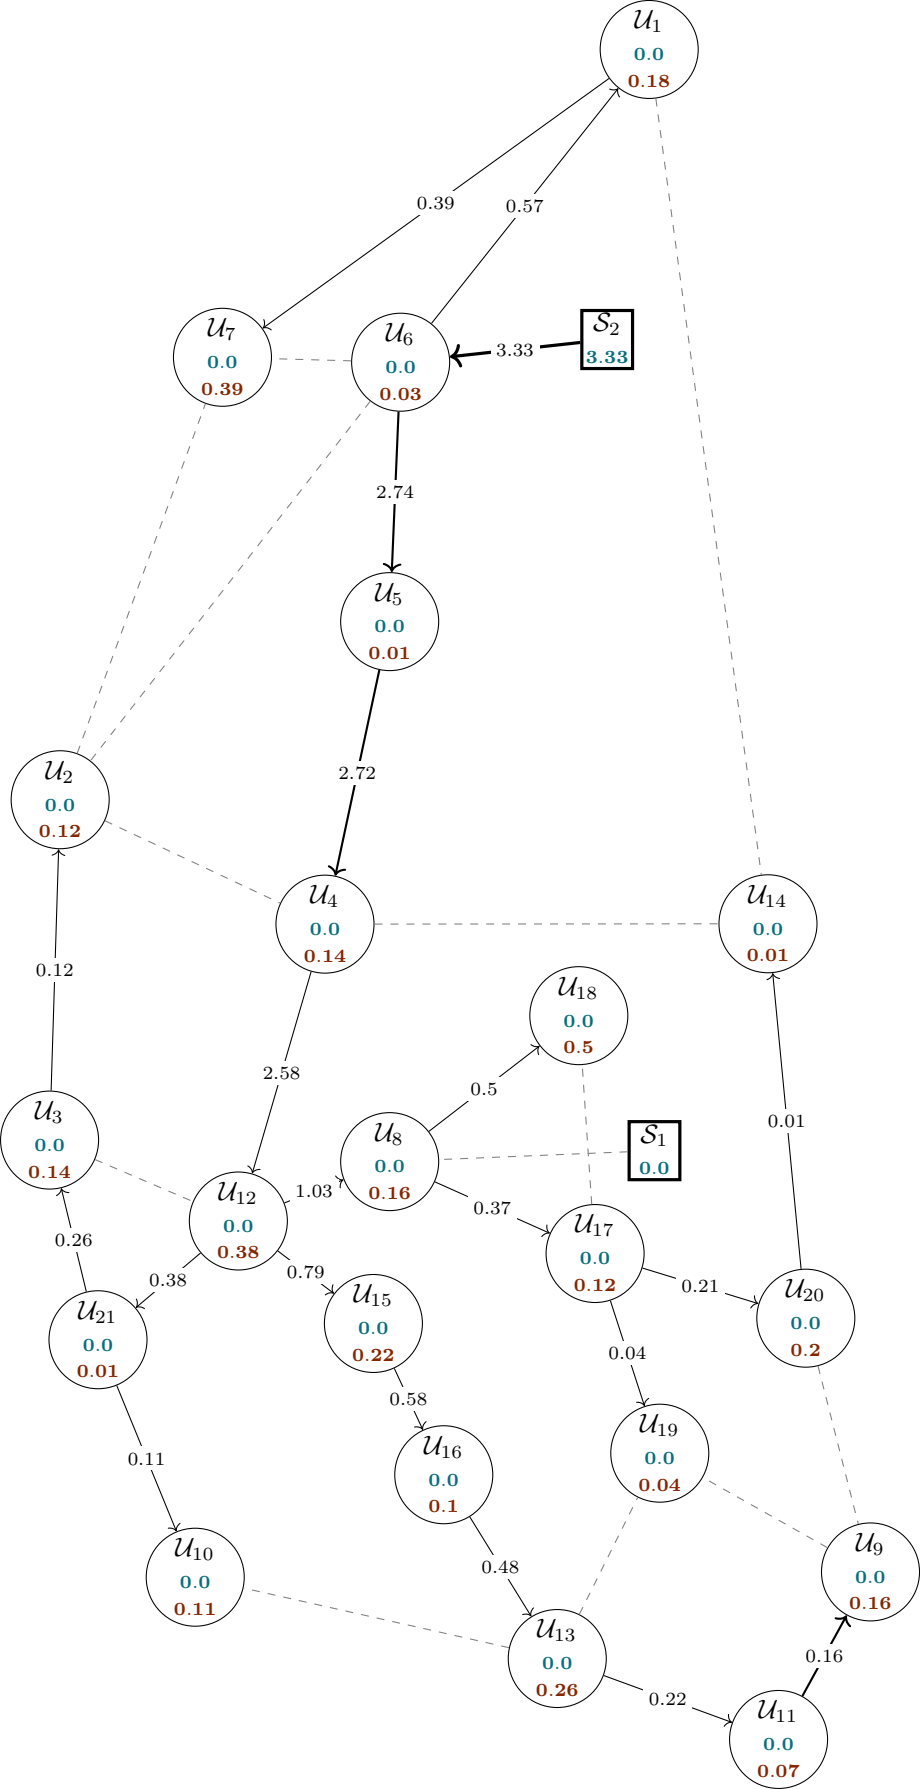 𝒰₁
0.0
0.18
0.39
0.57
𝒰₇
0.0
0.39
𝒰₆
0.0
0.03
3.33
𝒮₂
3.33
2.74
𝒰₅
0.0
0.01
2.72
𝒰₂
0.0
0.12
𝒰₄
0.0
0.14
𝒰₁₄
0.0
0.01
0.12
𝒰₁₈
0.0
0.5
2.58
0.5
0.01
𝒰₃
0.0
0.14
𝒰₈
0.0
0.16
𝒮₁
0.0
𝒰₁₂
0.0
0.38
1.03
0.37
𝒰₁₇
0.0
0.12
0.26
0.38
0.79
0.21
𝒰₂₁
0.0
0.01
𝒰₁₅
0.0
0.22
𝒰₂₀
0.0
0.2
0.04
0.58
0.11
𝒰₁₆
0.0
0.1
𝒰₁₉
0.0
0.04
𝒰₁₀
0.0
0.11
0.48
𝒰₉
0.0
0.16
𝒰₁₃
0.0
0.26
0.16
0.22
𝒰₁₁
0.0
0.07